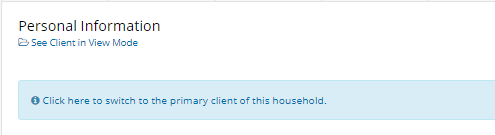 Personal Information
See Client in View Mode
Click here to switch to the primary client of this household.